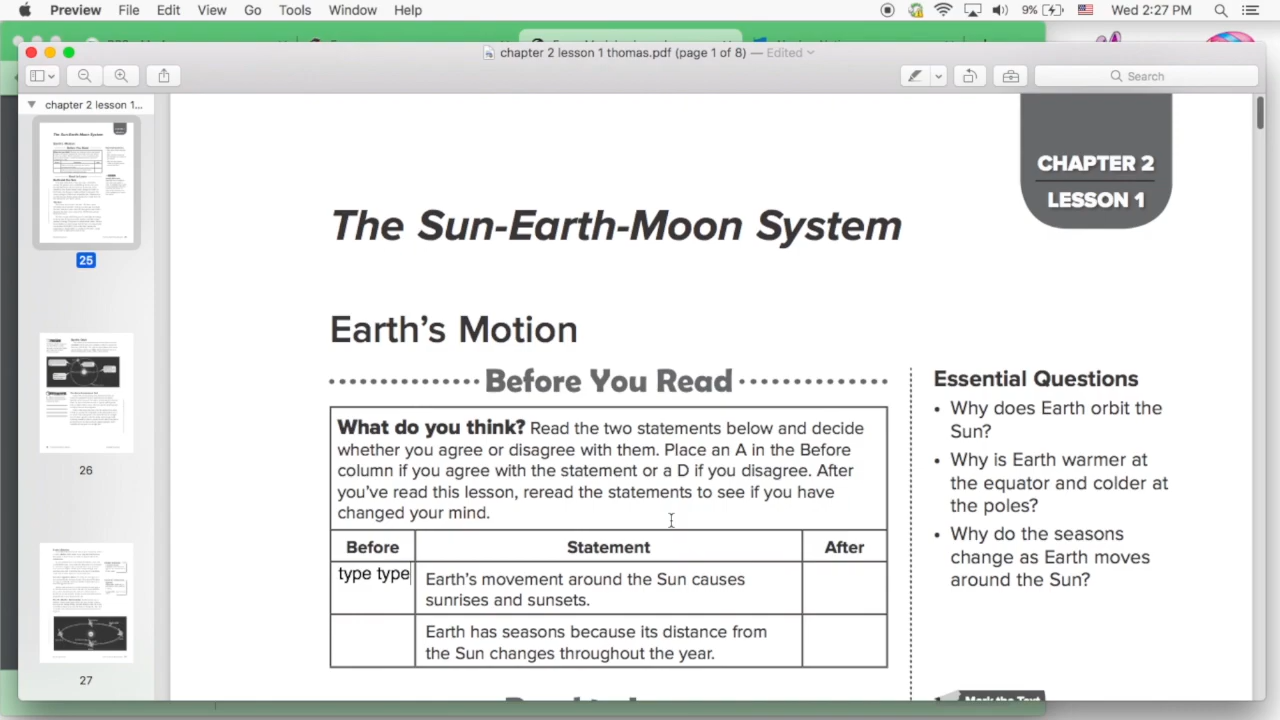 Preview File Edit View Go Tools Window Help 9% Wed 2:27 PM
chapter 2 lesson 1 thomas.pdf (page 1 of 8) — Edited
Search
chapter 2 lesson 1...
25
26
27
CHAPTER 2
LESSON 1
The Sun-Earth-Moon System
Earth's Motion
Before You Read
What do you think? Read the two statements below and decide
whether you agree or disagree with them. Place an A in the Before
column if you agree with the statement or a D if you disagree. After
you've read this lesson, reread the statements to see if you have
changed your mind.
Before Statement After
type type Earth's movement around the Sun causes
sunrises and sunsets.
Earth has seasons because its distance from
the Sun changes throughout the year.
Essential Questions
• Why does Earth orbit the
Sun?
• Why is Earth warmer at
the equator and colder at
the poles?
• Why do the seasons
change as Earth moves
around the Sun?
Mark the Text